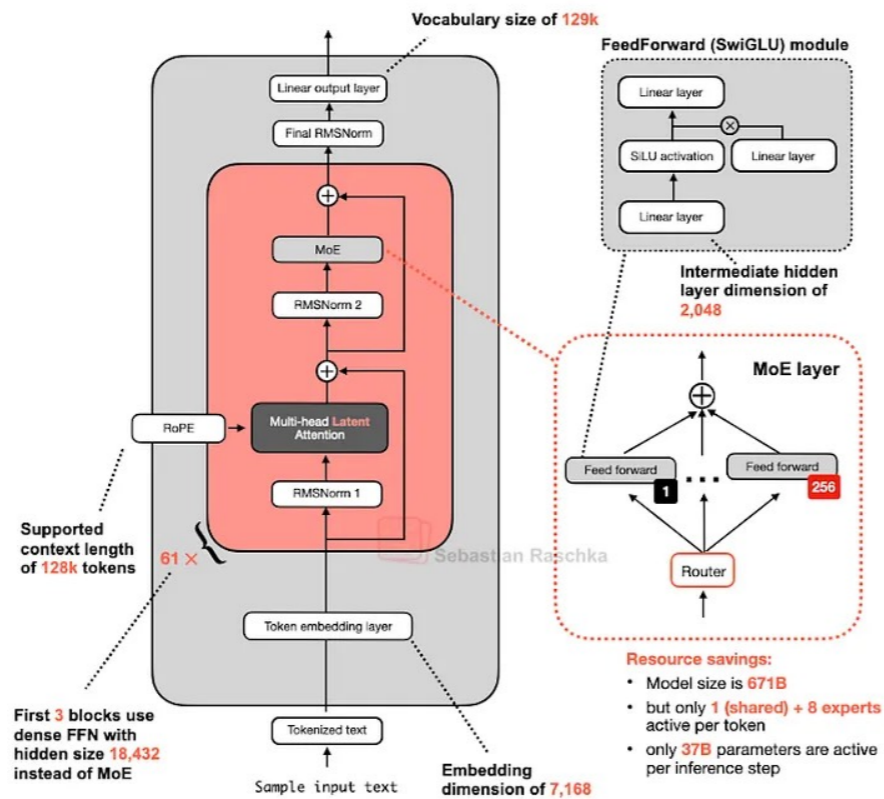 Vocabulary size of 129k
FeedForward (SwiGLU) module
Linear output layer
Final RMSNorm
MoE
RMSNorm 2
RoPE
Multi-head Latent
Attention
RMSNorm 1
Supported
context length
of 128k tokens
61 ×
{
Token embedding layer
First 3 blocks use
dense FFN with
hidden size 18,432
instead of MoE
Tokenized text
Sample input text
Embedding
dimension of 7,168
Linear layer
SiLU activation
Linear layer
Linear layer
Intermediate hidden
layer dimension of
2,048
MoE layer
Feed forward
1
...
Feed forward
256
Router
Sebastian Raschka
Resource savings:
• Model size is 671B
• but only 1 (shared) + 8 experts
active per token
• only 37B parameters are active
per inference step